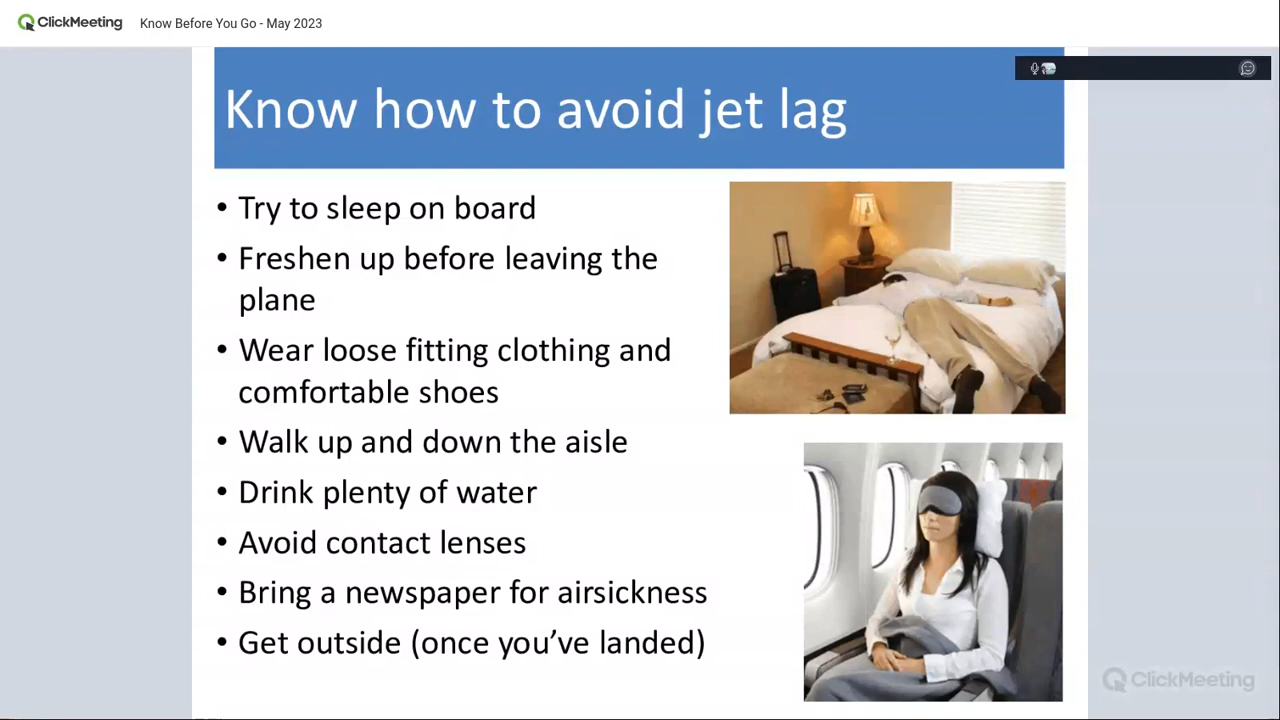 ClickMeeting Know Before You Go - May 2023
Know how to avoid jet lag
• Try to sleep on board
• Freshen up before leaving the
plane
• Wear loose fitting clothing and
comfortable shoes
• Walk up and down the aisle
• Drink plenty of water
• Avoid contact lenses
• Bring a newspaper for airsickness
• Get outside (once you’ve landed)
ClickMeeting